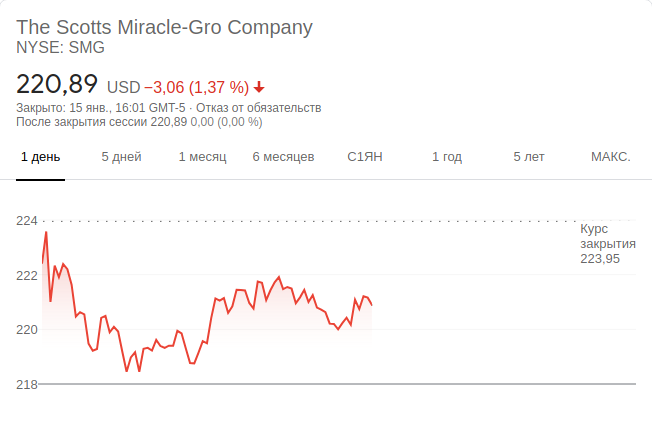 The Scotts Miracle-Gro Company
NYSE: SMG
220,89 USD −3,06 (1,37 %)
Закрыто: 15 янв., 16:01 GMT-5 · Отказ от обязательств
После закрытия сессии 220,89 0,00 (0,00 %)
1 день 5 дней 1 месяц 6 месяцев С1ЯН 1 год 5 лет МАКС.
224
Курс
закрытия
223,95
222
220
218